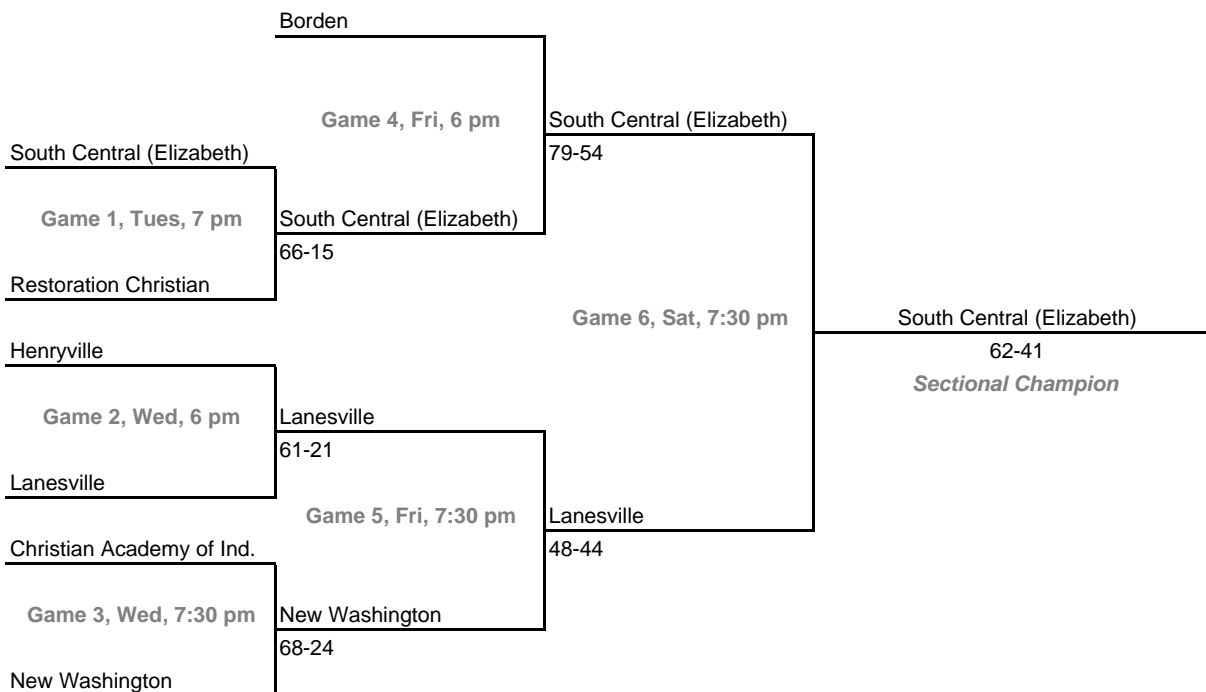 Borden
Game 4, Fri, 6 pm
South Central (Elizabeth)
South Central (Elizabeth)
79-54
Game 1, Tues, 7 pm
South Central (Elizabeth)
66-15
Restoration Christian
Game 6, Sat, 7:30 pm
South Central (Elizabeth)
Henryville
62-41
Sectional Champion
Game 2, Wed, 6 pm
Lanesville
61-21
Lanesville
Game 5, Fri, 7:30 pm
Lanesville
Christian Academy of Ind.
48-44
Game 3, Wed, 7:30 pm
New Washington
68-24
New Washington